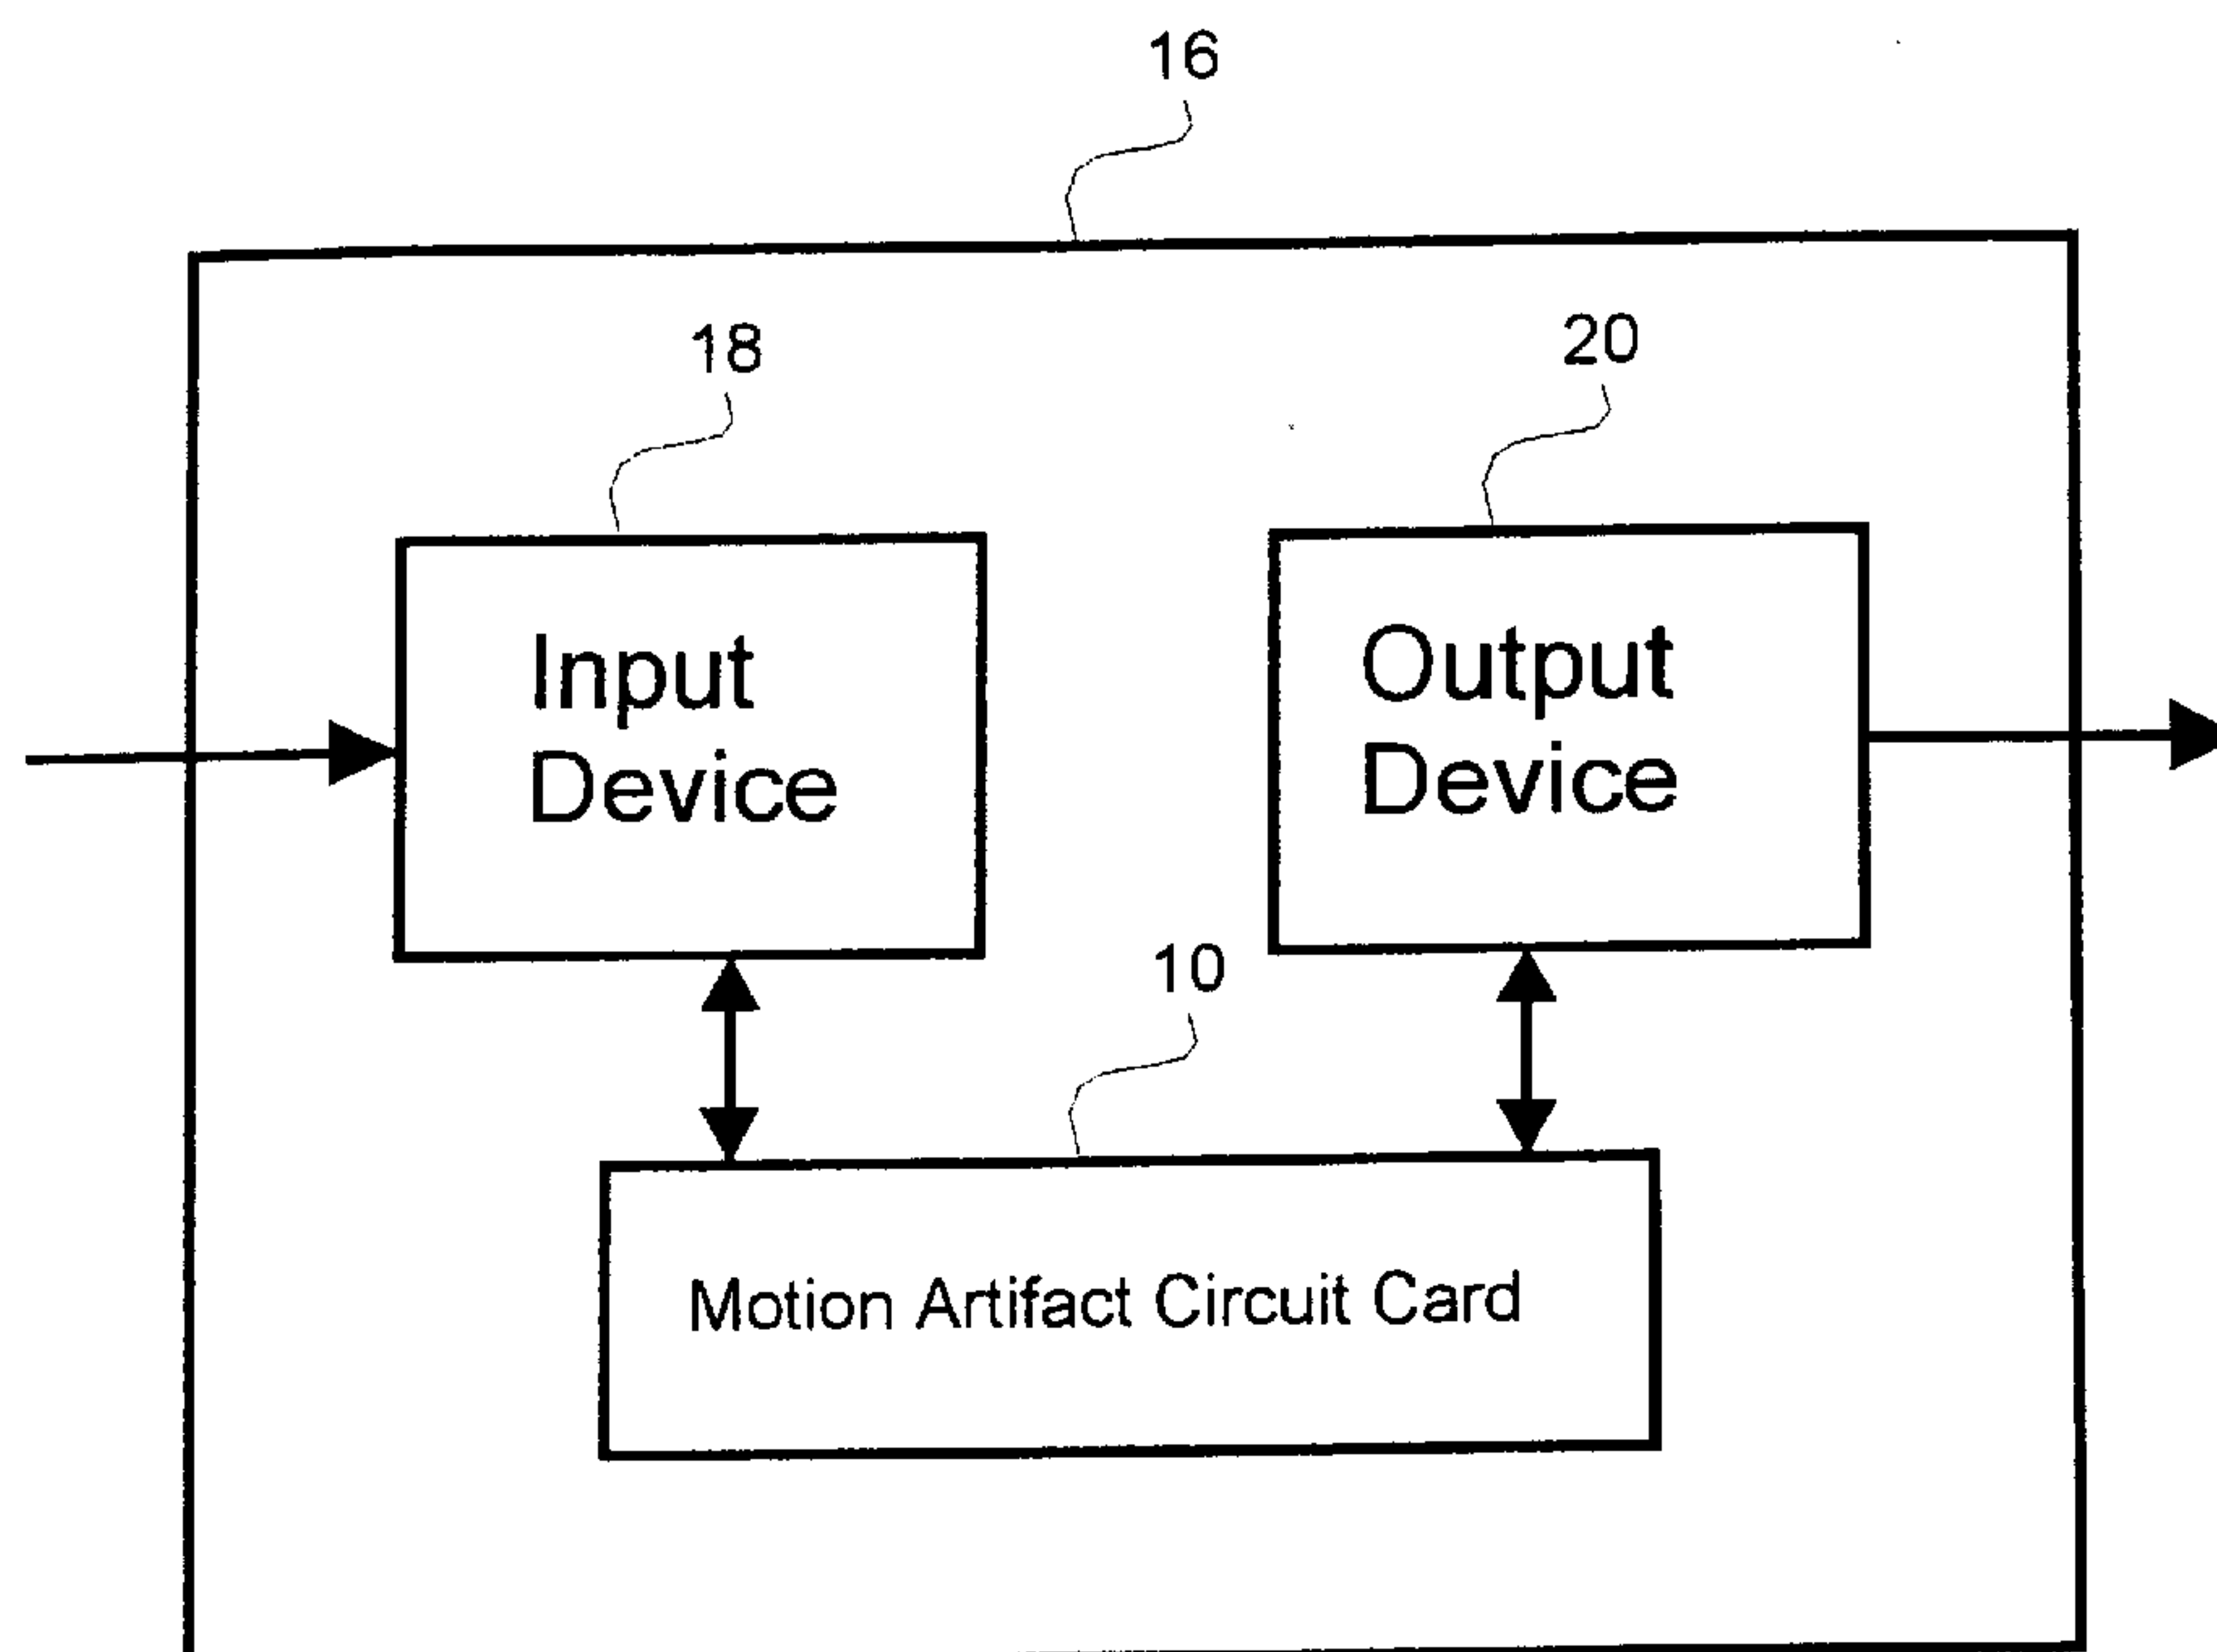 16
18
20
Input
Device
Output
Device
10
Motion Artifact Circuit Card